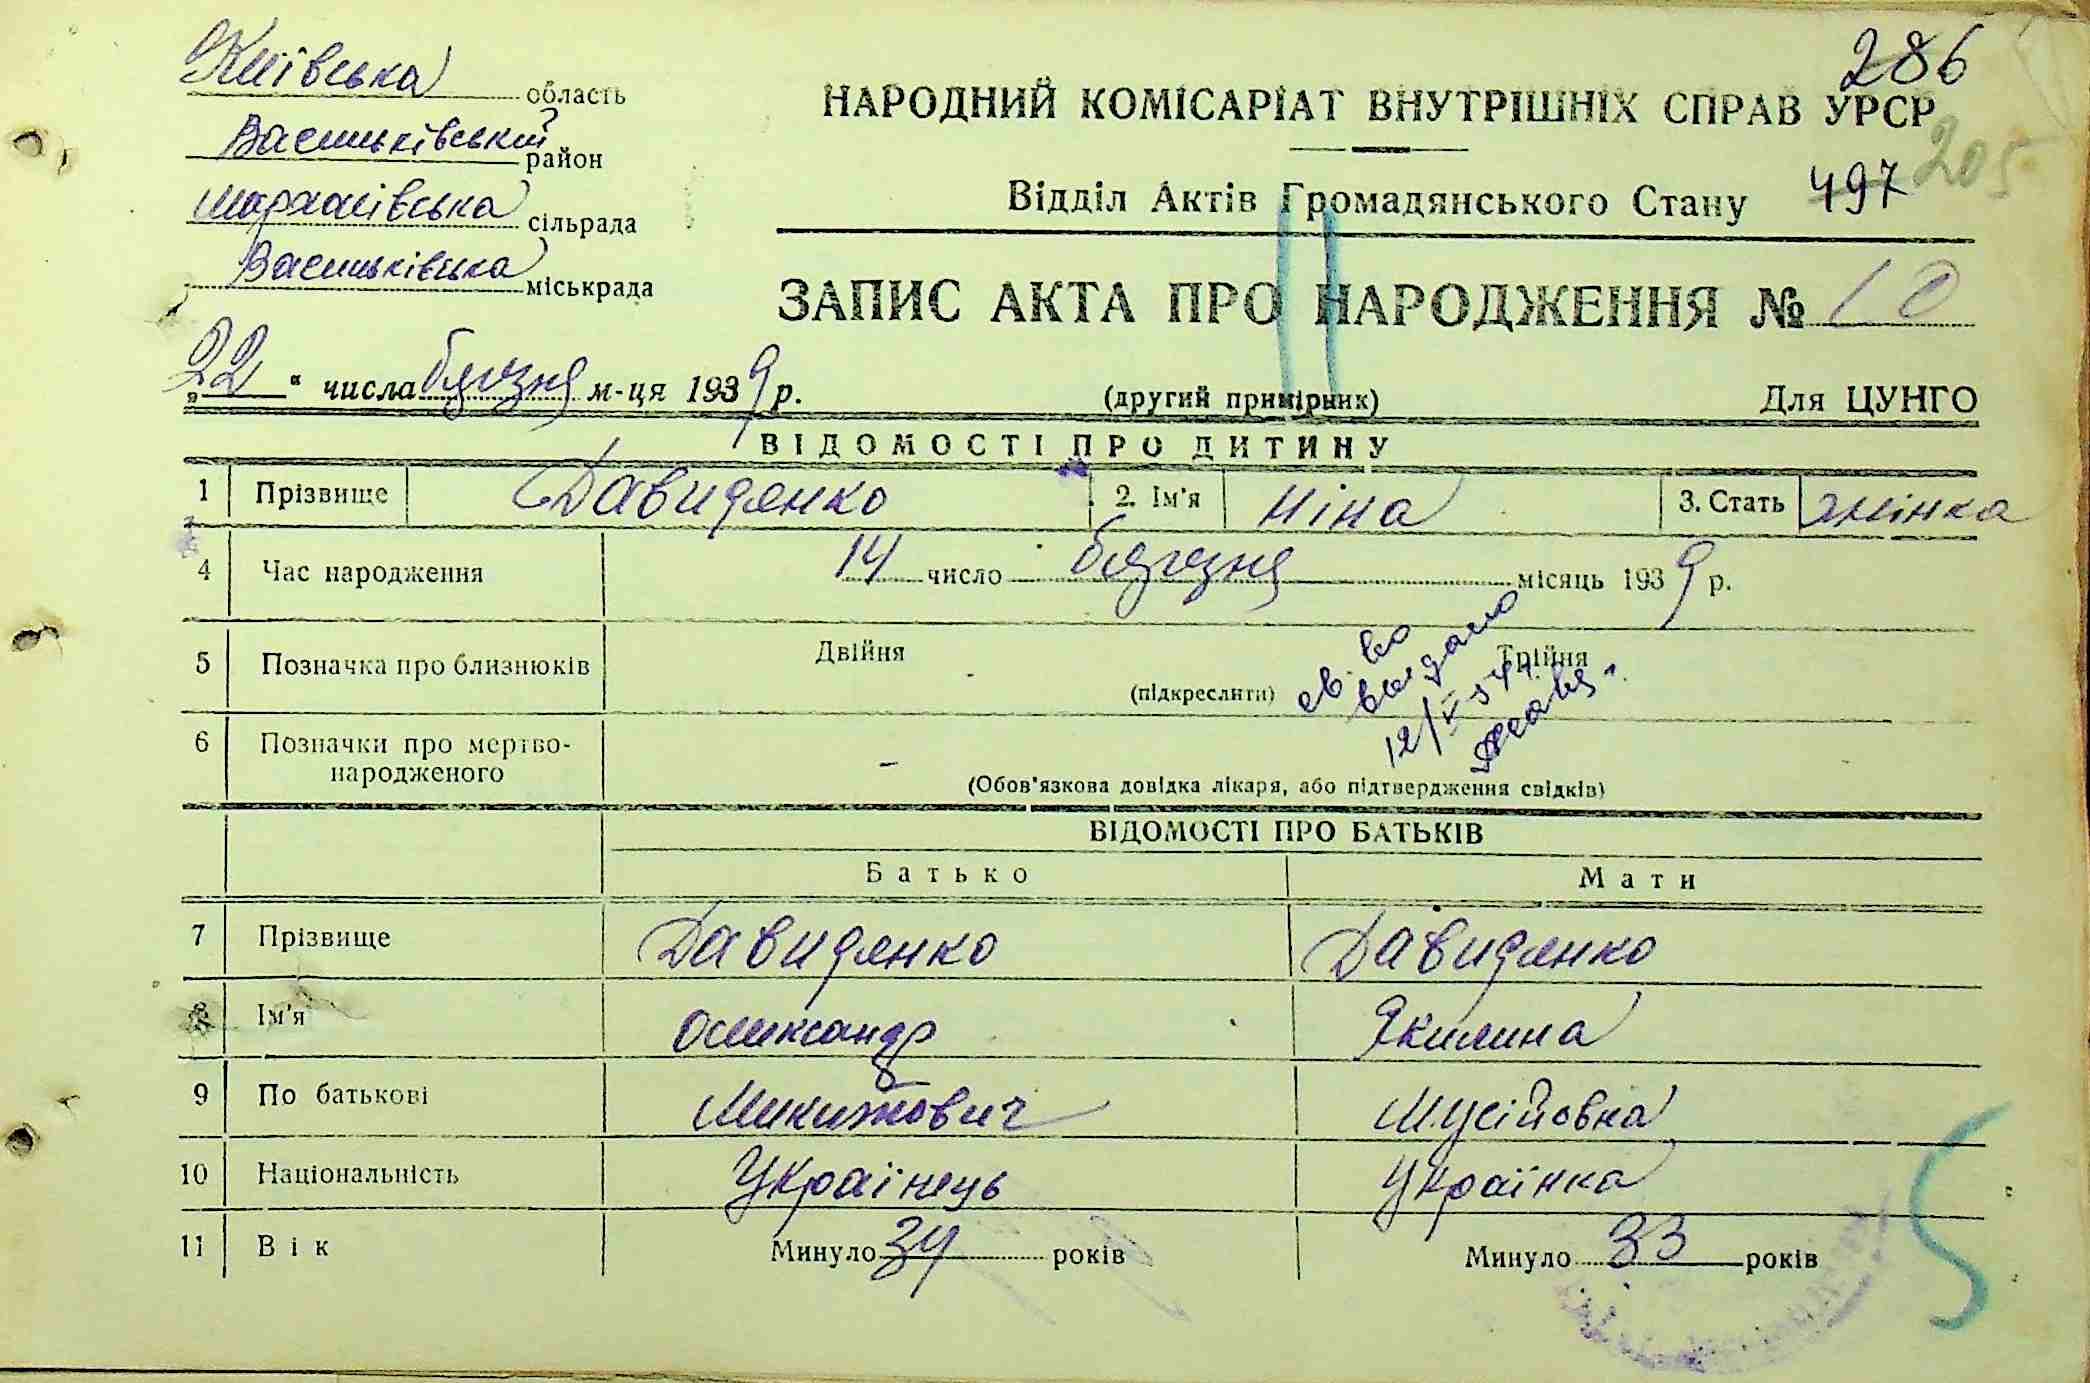 Київська область
Васильківський район
сільрада
Васильківська міськрада
286
НАРОДНИЙ КОМІСАРІАТ ВНУТРІШНІХ СПРАВ УРСР
205
Відділ Актів Громадянського Стану 497
ЗАПИС АКТА ПРО НАРОДЖЕННЯ № 10
„22“ числа березня м-ця 1939 р.
(другий примірник)
Для ЦУНГО
ВІДОМОСТІ ПРО ДИТИНУ
1 Прізвище Давиденко 2. Ім'я Ніна 3. Стать жінка
4 Час народження 14 число березня місяць 1939 р.
5 Позначка про близнюків Двійня - Трійня
(підкреслити)
св. во
выдано
12/V 54 г.
6 Позначки про мертво-
народженого –
(Обов'язкова довідка лікаря, або підтвердження свідків)
ВІДОМОСТІ ПРО БАТЬКІВ
Батько Мати
7 Прізвище Давиденко Давиденко
8 Ім'я Олександр Якилина
9 По батькові Микитович Мусійовна
10 Національність Українець Українка
11 Вік Минуло 34 років Минуло 33 років